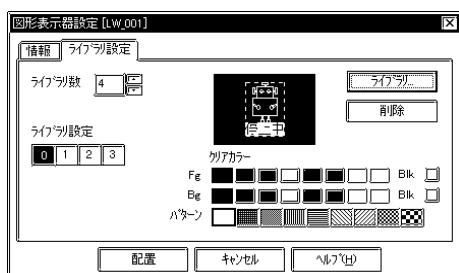 図形表示器設定 [LW_001]
情報 ライブラリ設定
ライブラリ数 4
ライブラリ...
削除
停止中
ライブラリ設定
0 1 2 3
クリアカラー
Fg Blk
Bg Blk
パターン
配置 キャンセル ヘルプ(H)